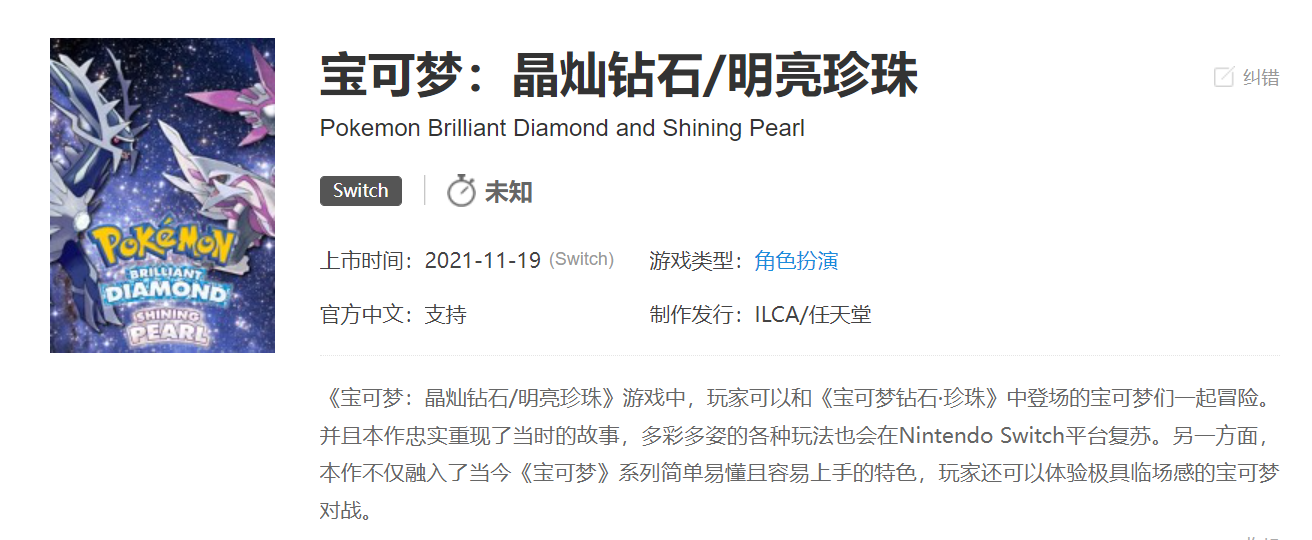 宝可梦：晶灿钻石/明亮珍珠
纠错
Pokemon Brilliant Diamond and Shining Pearl
Switch
未知
上市时间：2021-11-19 (Switch)
游戏类型：角色扮演
官方中文：支持
制作发行：ILCA/任天堂
POKÉMON
BRILLIANT
DIAMOND
SHINING
PEARL
《宝可梦：晶灿钻石/明亮珍珠》游戏中，玩家可以和《宝可梦钻石·珍珠》中登场的宝可梦们一起冒险。
并且本作忠实重现了当时的故事，多彩多姿的各种玩法也会在Nintendo Switch平台复苏。另一方面，
本作不仅融入了当今《宝可梦》系列简单易懂且容易上手的特色，玩家还可以体验极具临场感的宝可梦
对战。